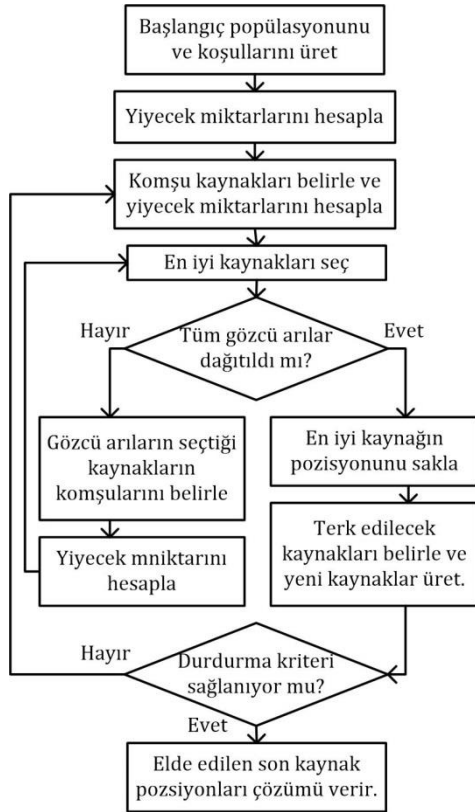 Başlangıç popülasyonunu
ve koşullarını üret
Yiyecek miktarlarını hesapla
Komşu kaynakları belirle ve
yiyecek miktarlarını hesapla
En iyi kaynakları seç
Hayır
Tüm gözcü arılar
dağıtıldı mı?
Evet
Gözcü arıların seçtiği
kaynakların
komşularını belirle
Yiyecek mniktarını
hesapla
En iyi kaynağın
pozisyonunu sakla
Terk edilecek
kaynakları belirle ve
yeni kaynaklar üret.
Hayır
Durdurma kriteri
sağlanıyor mu?
Evet
Elde edilen son kaynak
pozsiyonları çözümü verir.